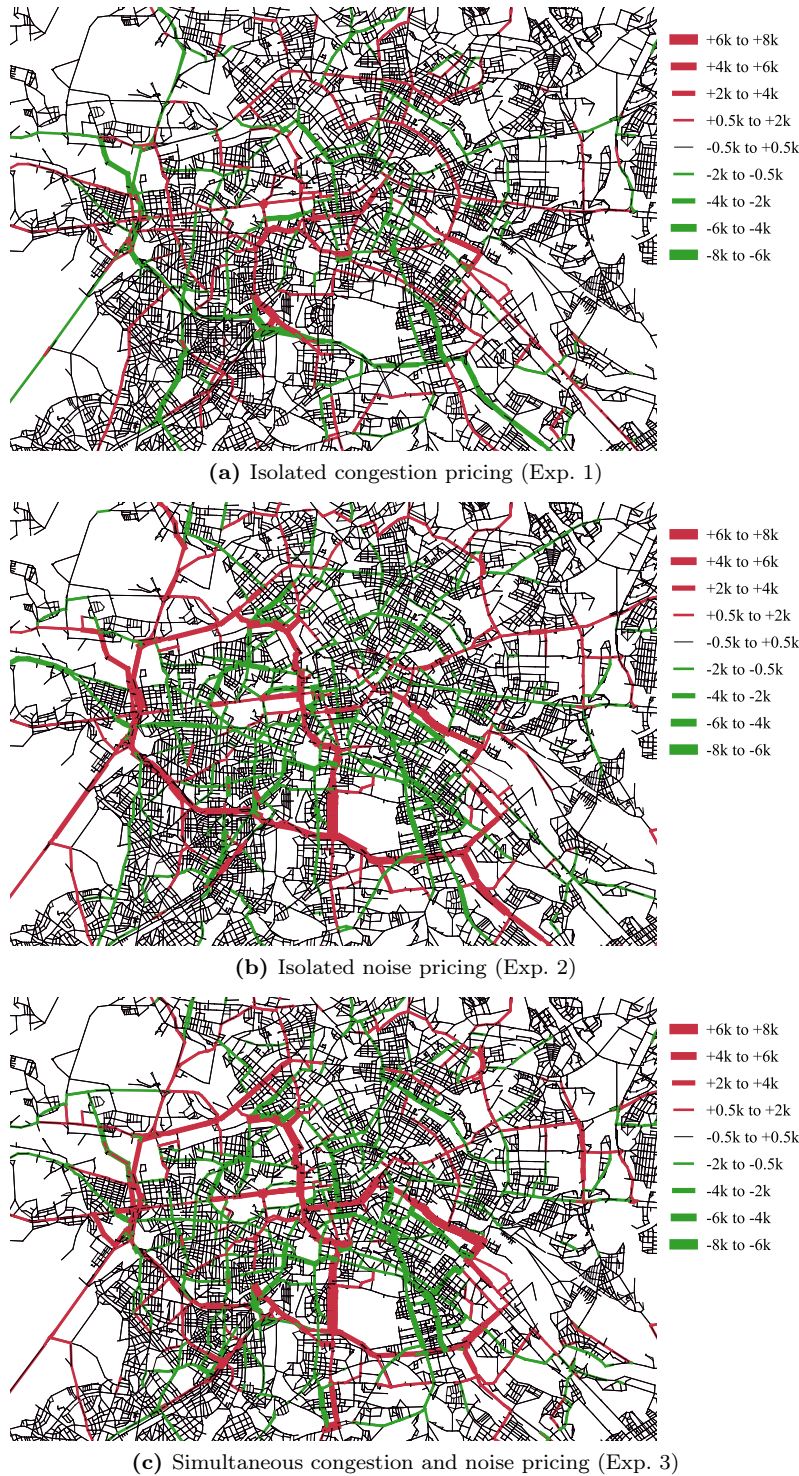 +6k to +8k
+4k to +6k
+2k to +4k
+0.5k to +2k
-0.5k to +0.5k
-2k to -0.5k
-4k to -2k
-6k to -4k
-8k to -6k
(a) Isolated congestion pricing (Exp. 1)
+6k to +8k
+4k to +6k
+2k to +4k
+0.5k to +2k
-0.5k to +0.5k
-2k to -0.5k
-4k to -2k
-6k to -4k
-8k to -6k
(b) Isolated noise pricing (Exp. 2)
+6k to +8k
+4k to +6k
+2k to +4k
+0.5k to +2k
-0.5k to +0.5k
-2k to -0.5k
-4k to -2k
-6k to -4k
-8k to -6k
(c) Simultaneous congestion and noise pricing (Exp. 3)